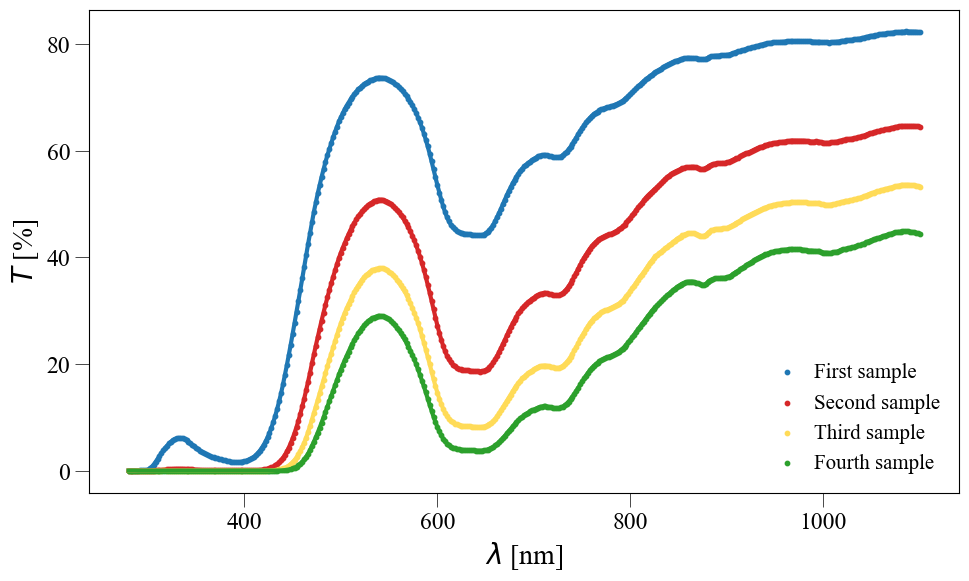 80
60
40
20
0
T [%]
400 600 800 1000
λ [nm]
First sample
Second sample
Third sample
Fourth sample